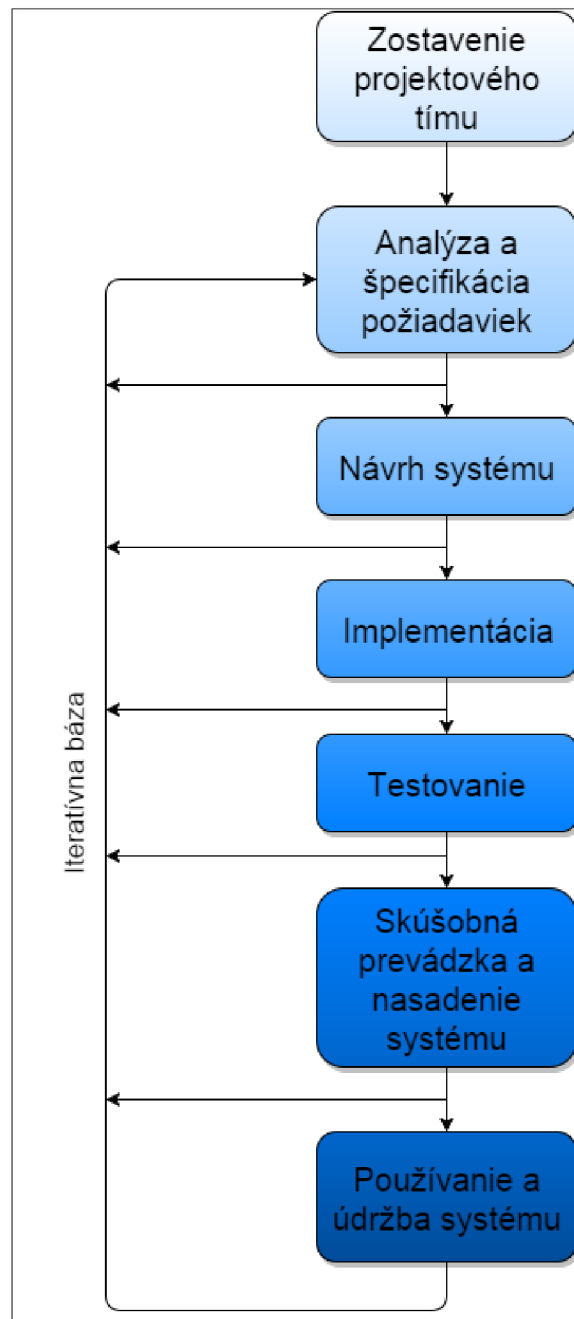 Zostavenie
projektového
tímu
Analýza a
špecifikácia
požiadaviek
Návrh systému
Implementácia
Iteratívna báza
Testovanie
Skúšobná
prevádzka a
nasadenie
systému
Používanie a
údržba systému